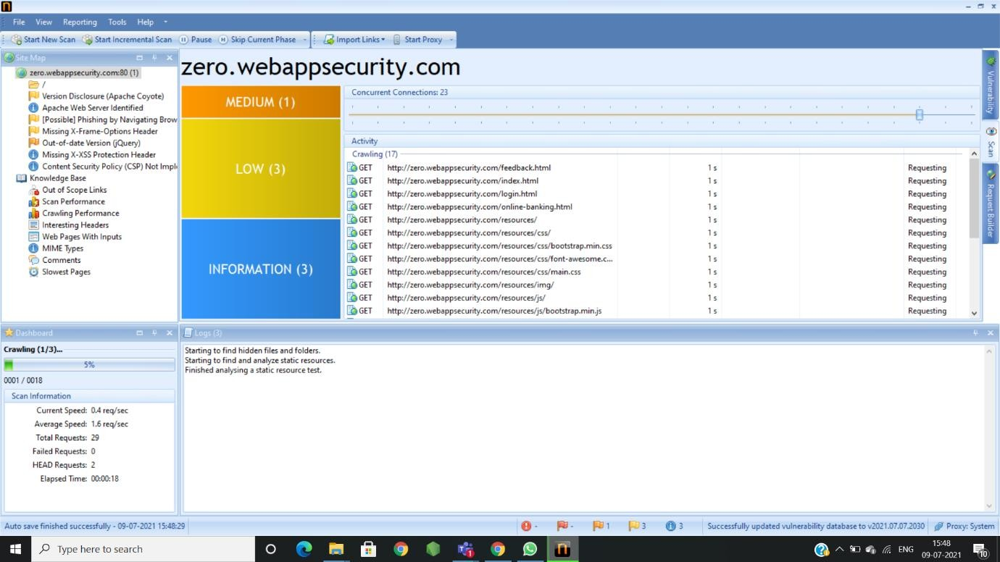 File View Reporting Tools Help
Start New Scan Start Incremental Scan Pause Skip Current Phase Import Links Start Proxy
Site Map
zero.webappsecurity.com:80 (1)
/
Version Disclosure (Apache Coyote)
Apache Web Server Identified
[Possible] Phishing by Navigating Brow
Missing X-Frame-Options Header
Out-of-date Version (jQuery)
Missing X-XSS Protection Header
Content Security Policy (CSP) Not Imple
Knowledge Base
Out of Scope Links
Scan Performance
Crawling Performance
Interesting Headers
Web Pages With Inputs
MIME Types
Comments
Slowest Pages
zero.webappsecurity.com
MEDIUM (1)
LOW (3)
INFORMATION (3)
Concurrent Connections: 23
Activity
Crawling (17)
GET http://zero.webappsecurity.com/feedback.html 1 s Requesting
GET http://zero.webappsecurity.com/index.html 1 s Requesting
GET http://zero.webappsecurity.com/login.html 1 s Requesting
GET http://zero.webappsecurity.com/online-banking.html 1 s Requesting
GET http://zero.webappsecurity.com/resources/ 1 s Requesting
GET http://zero.webappsecurity.com/resources/css/ 1 s Requesting
GET http://zero.webappsecurity.com/resources/css/bootstrap.min.css 1 s Requesting
GET http://zero.webappsecurity.com/resources/css/font-awesome.c... 1 s Requesting
GET http://zero.webappsecurity.com/resources/css/main.css 1 s Requesting
GET http://zero.webappsecurity.com/resources/img/ 1 s Requesting
GET http://zero.webappsecurity.com/resources/js/ 1 s Requesting
GET http://zero.webappsecurity.com/resources/js/bootstrap.min.js 1 s Requesting
Vulnerability
Scan
Request Builder
Dashboard
Crawling (1/3)...
5%
0001 / 0018
Scan Information
Current Speed: 0.4 req/sec
Average Speed: 1.6 req/sec
Total Requests: 29
Failed Requests: 0
HEAD Requests: 2
Elapsed Time: 00:00:18
Logs (3)
Starting to find hidden files and folders.
Starting to find and analyze static resources.
Finished analysing a static resource test.
Auto save finished successfully - 09-07-2021 15:48:29 - - 1 3 3 Successfully updated vulnerability database to v2021.07.07.2030 Proxy: System
Type here to search 1 ENG 15:48 10
09-07-2021